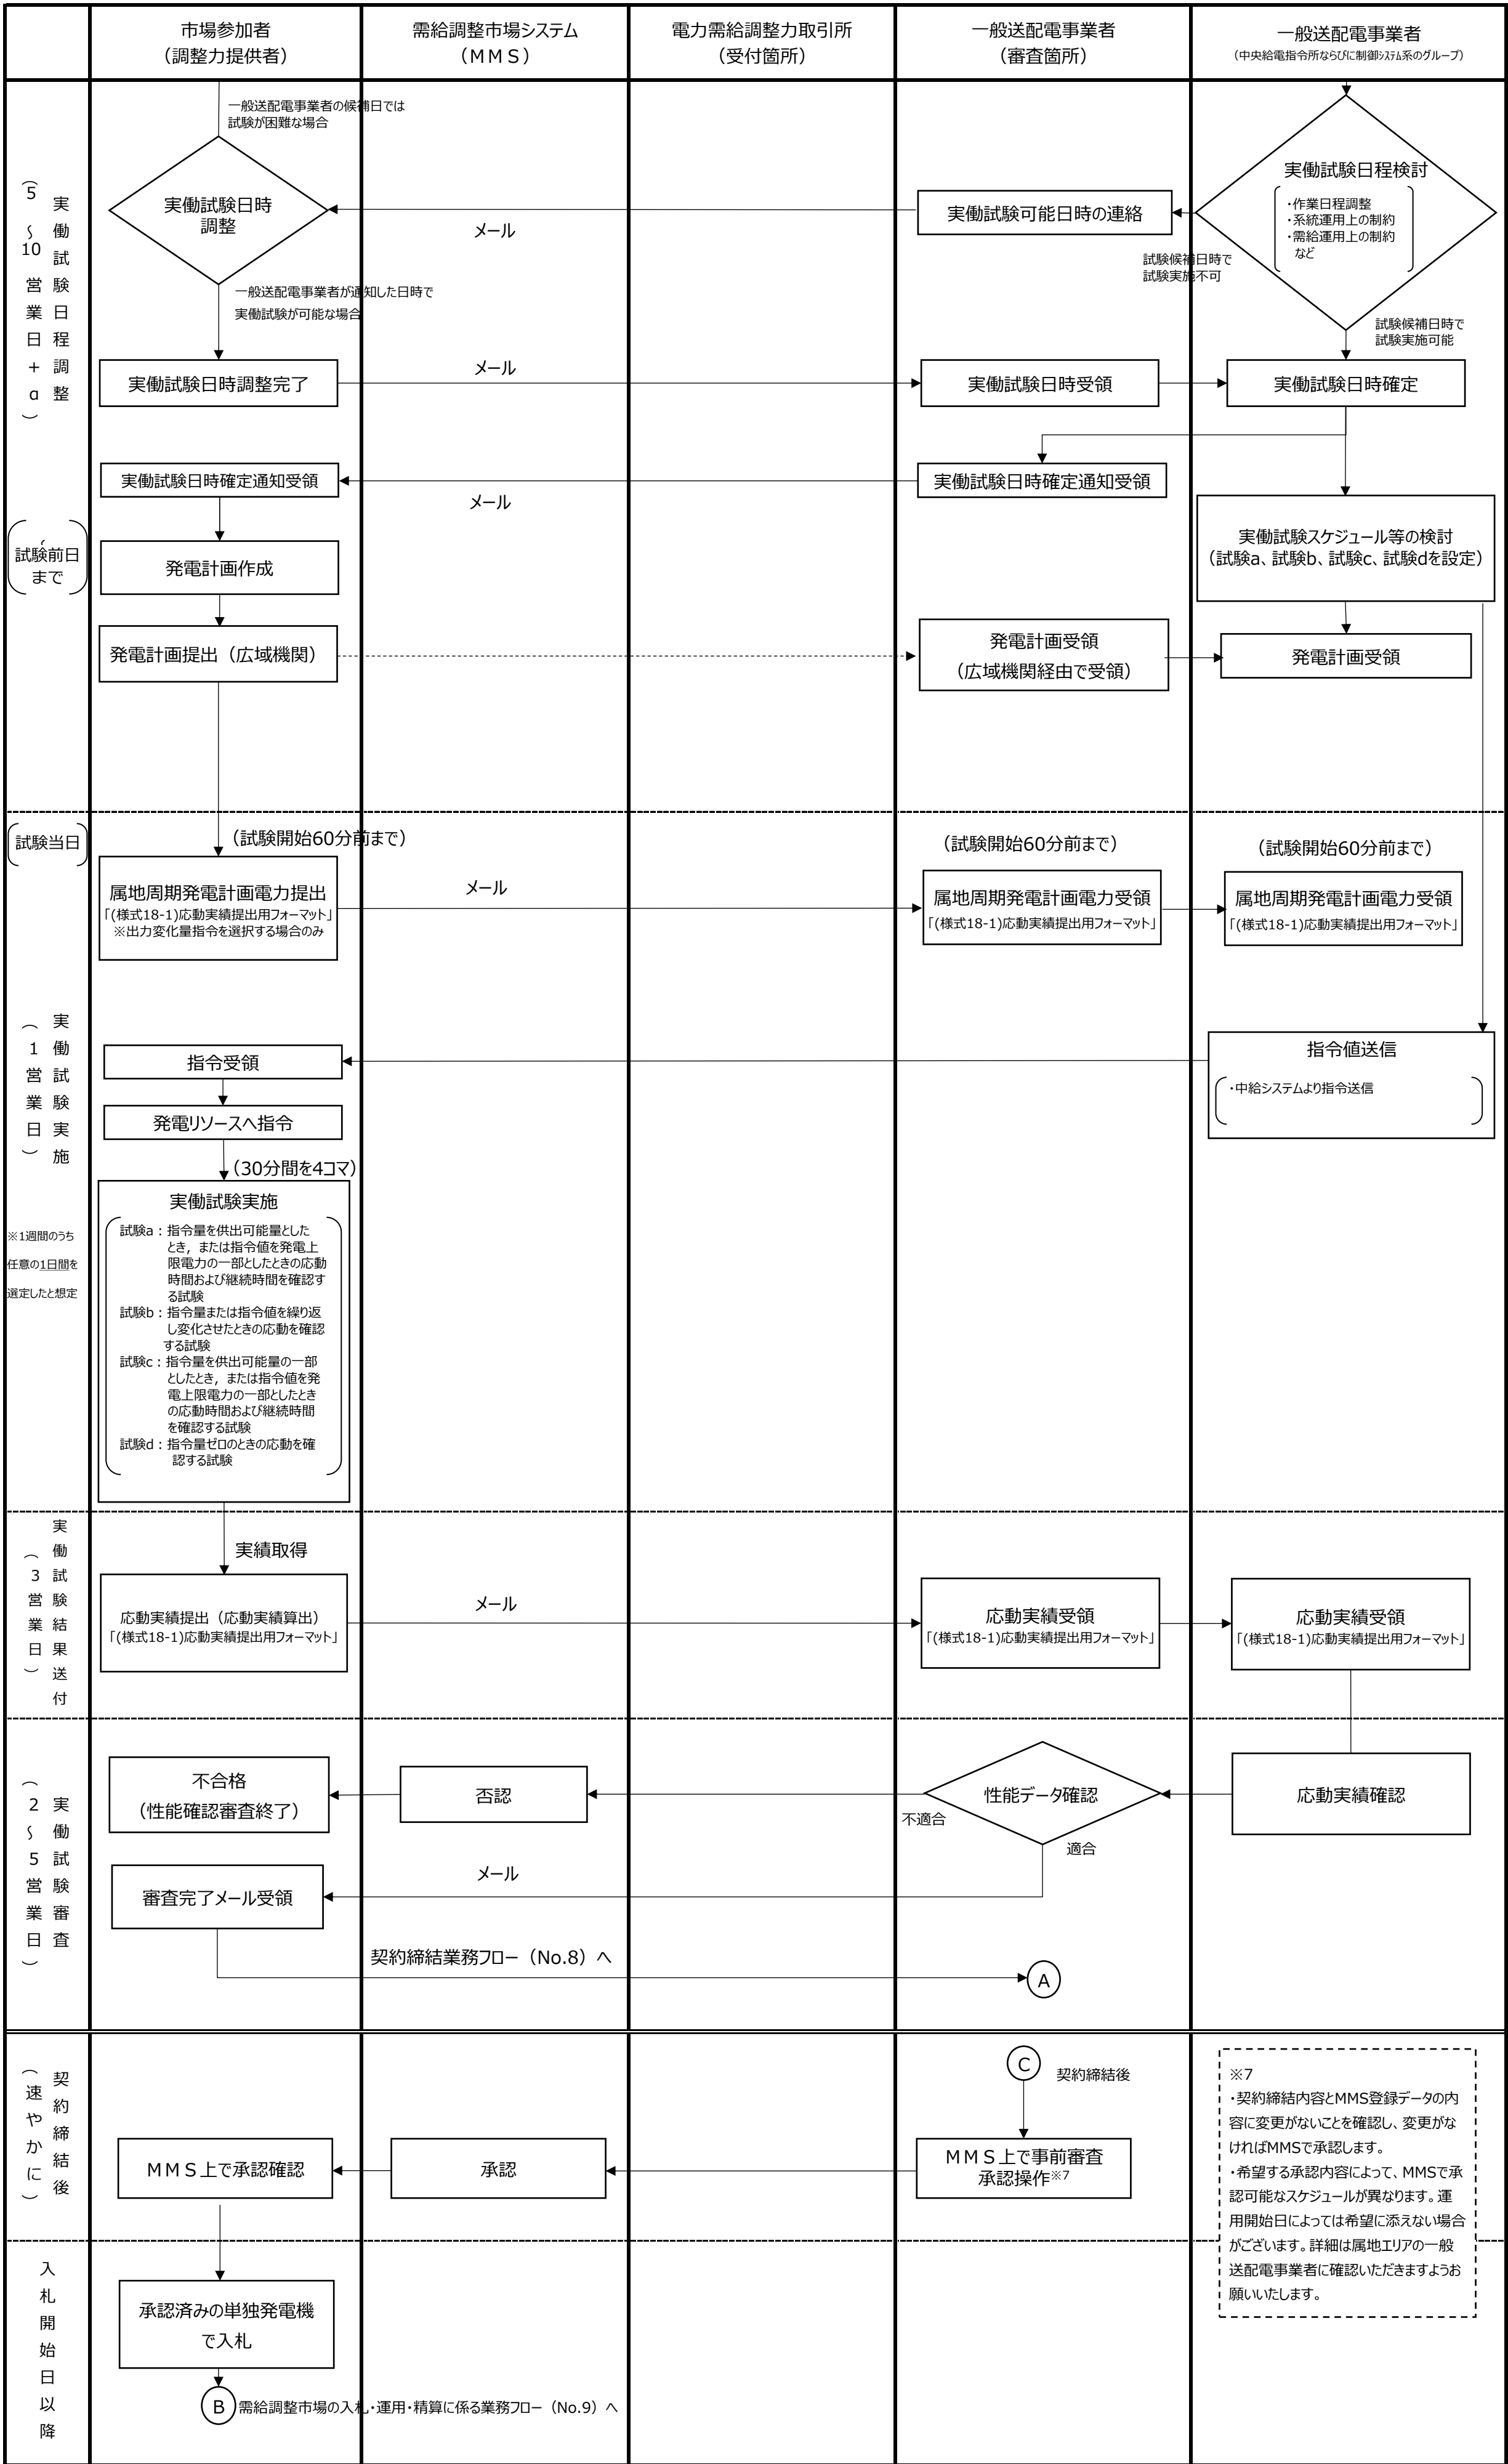 市場参加者
（調整力提供者）
需給調整市場システム
（ＭＭＳ）
電力需給調整力取引所
（受付箇所）
一般送配電事業者
（審査箇所）
一般送配電事業者
（中央給電指令所ならびに制御システム系のグループ）
実働試験日程調整
（5～10営業日＋α）
一般送配電事業者の候補日では
試験が困難な場合
実働試験日時
調整
メール
実働試験可能日時の連絡
実働試験日程検討
・作業日程調整
・系統運用上の制約
・需給運用上の制約
など
試験候補日時で
試験実施不可
一般送配電事業者が通知した日時で
実働試験が可能な場合
試験候補日時で
試験実施可能
実働試験日時調整完了
メール
実働試験日時受領
実働試験日時確定
実働試験日時確定通知受領
メール
実働試験日時確定通知受領
試験前日
まで
発電計画作成
実働試験スケジュール等の検討
（試験a、試験b、試験c、試験dを設定）
発電計画提出（広域機関）
発電計画受領
（広域機関経由で受領）
発電計画受領
試験当日
（試験開始60分前まで）
（試験開始60分前まで）
（試験開始60分前まで）
属地周期発電計画電力提出
「(様式18-1)応動実績提出用フォーマット」
※出力変化量指令を選択する場合のみ
メール
属地周期発電計画電力受領
「(様式18-1)応動実績提出用フォーマット」
属地周期発電計画電力受領
「(様式18-1)応動実績提出用フォーマット」
実働試験実施
（1営業日）
※1週間のうち
任意の1日間を
選定したと想定
指令受領
指令値送信
・中給システムより指令送信
発電リソースへ指令
（30分間を4コマ）
実働試験実施
試験a：指令量を供出可能量とした
とき，または指令値を発電上
限電力の一部としたときの応動
時間および継続時間を確認す
る試験
試験b：指令量または指令値を繰り返
し変化させたときの応動を確認
する試験
試験c：指令量を供出可能量の一部
としたとき，または指令値を発
電上限電力の一部としたとき
の応動時間および継続時間
を確認する試験
試験d：指令量ゼロのときの応動を確
認する試験
実働試験結果送付
（3営業日）
実績取得
応動実績提出（応動実績算出）
「(様式18-1)応動実績提出用フォーマット」
メール
応動実績受領
「(様式18-1)応動実績提出用フォーマット」
応動実績受領
「(様式18-1)応動実績提出用フォーマット」
実働試験審査
（2～5営業日）
不合格
（性能確認審査終了）
否認
不適合
性能データ確認
適合
応動実績確認
審査完了メール受領
メール
契約締結業務フロー（No.8）へ
A
契約締結後
（速やかに）
C
契約締結後
ＭＭＳ上で承認確認
承認
ＭＭＳ上で事前審査
承認操作※7
※7
・契約締結内容とMMS登録データの内
容に変更がないことを確認し、変更がな
ければMMSで承認します。
・希望する承認内容によって、MMSで承
認可能なスケジュールが異なります。運
用開始日によっては希望に添えない場合
がございます。詳細は属地エリアの一般
送配電事業者に確認いただきますようお
願いいたします。
入札開始日以降
承認済みの単独発電機
で入札
B
需給調整市場の入札・運用・精算に係る業務フロー（No.9）へ